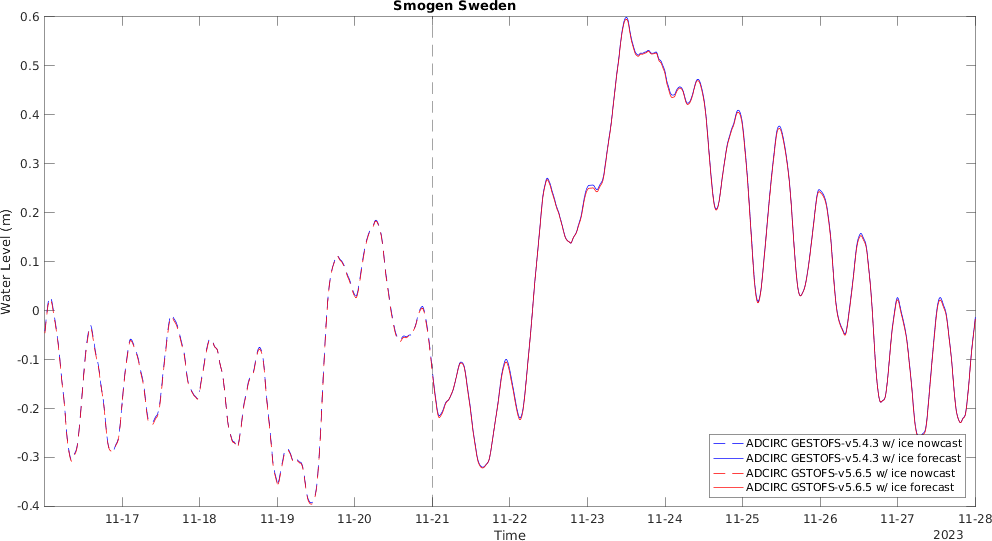 Smogen Sweden
0.6
0.5
0.4
0.3
0.2
0.1
0
-0.1
-0.2
-0.3
-0.4
Water Level (m)
ADCIRC GESTOFS-v5.4.3 w/ ice nowcast
ADCIRC GESTOFS-v5.4.3 w/ ice forecast
ADCIRC GSTOFS-v5.6.5 w/ ice nowcast
ADCIRC GSTOFS-v5.6.5 w/ ice forecast
11-17 11-18 11-19 11-20 11-21 11-22 11-23 11-24 11-25 11-26 11-27 11-28
Time
2023